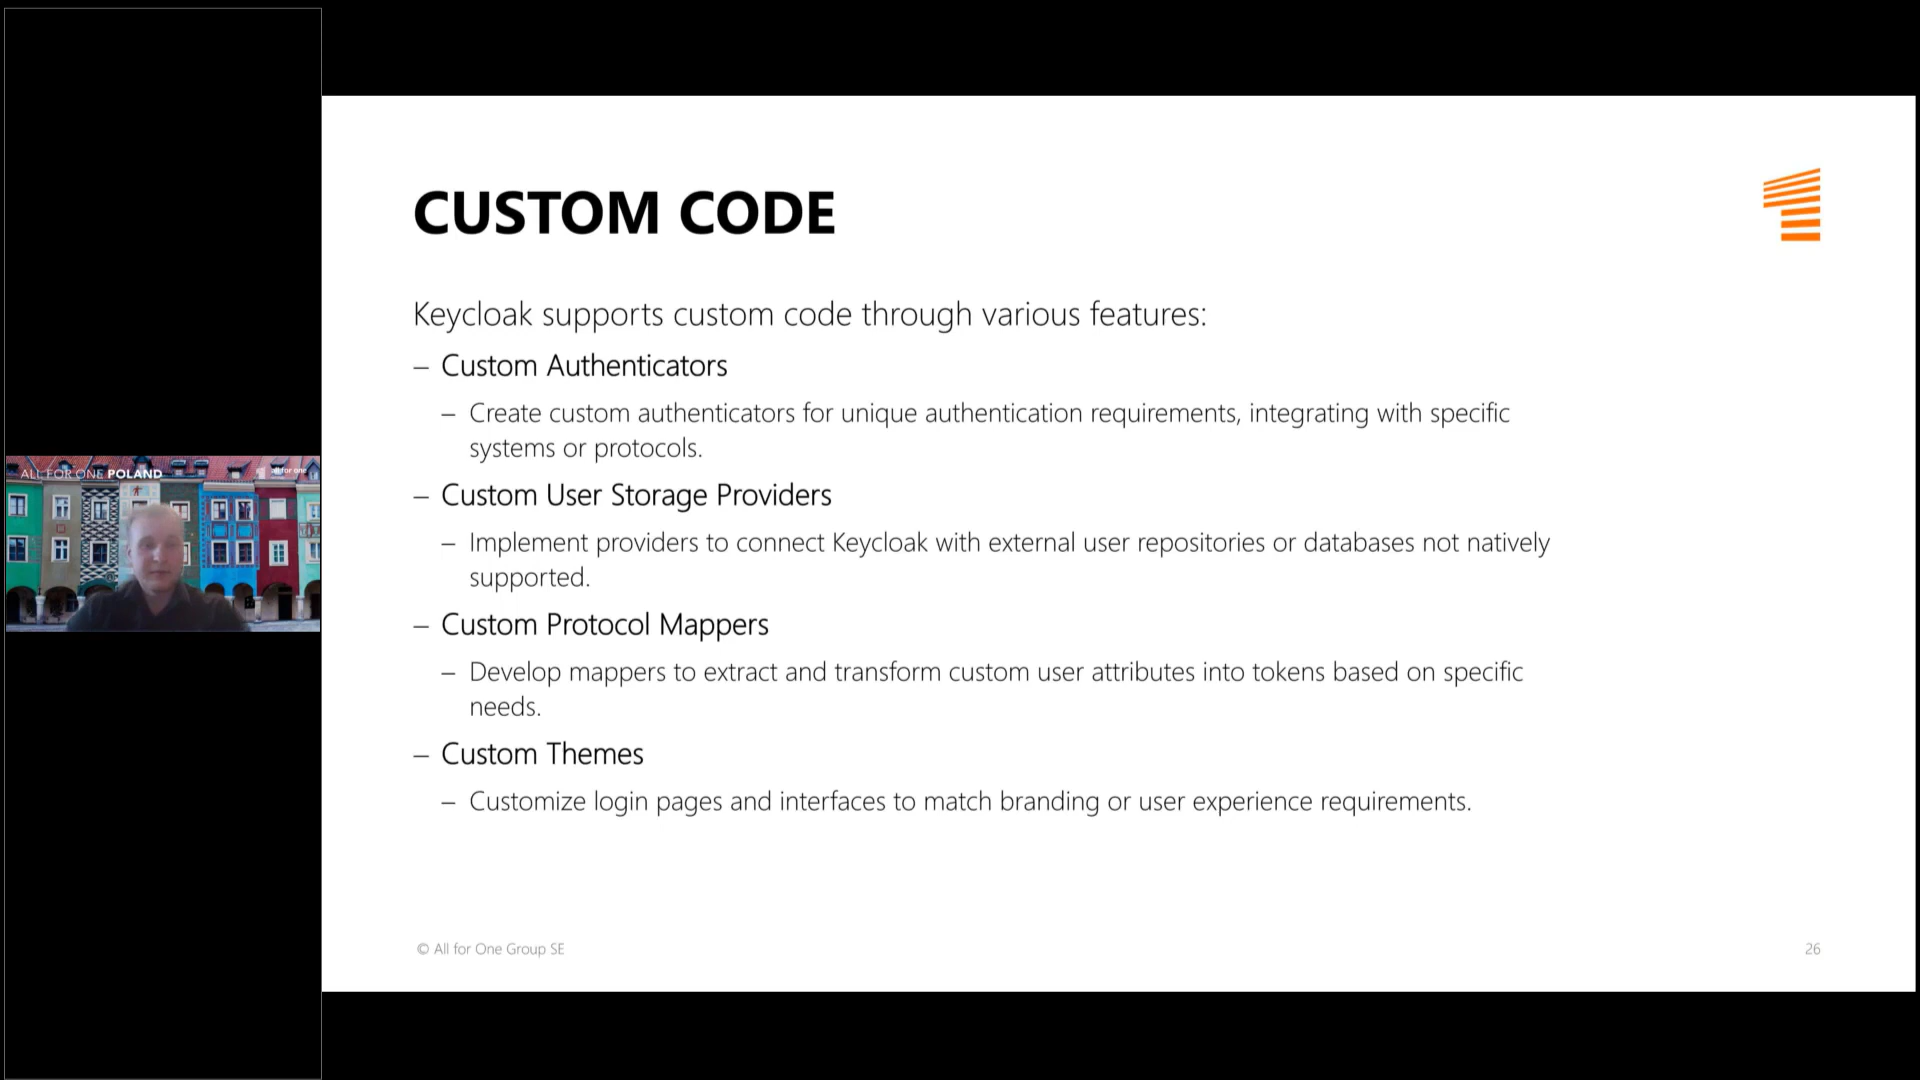 ALL FOR ONE POLAND
all for one
CUSTOM CODE
Keycloak supports custom code through various features:
– Custom Authenticators
– Create custom authenticators for unique authentication requirements, integrating with specific
systems or protocols.
– Custom User Storage Providers
– Implement providers to connect Keycloak with external user repositories or databases not natively
supported.
– Custom Protocol Mappers
– Develop mappers to extract and transform custom user attributes into tokens based on specific
needs.
– Custom Themes
– Customize login pages and interfaces to match branding or user experience requirements.
© All for One Group SE
26